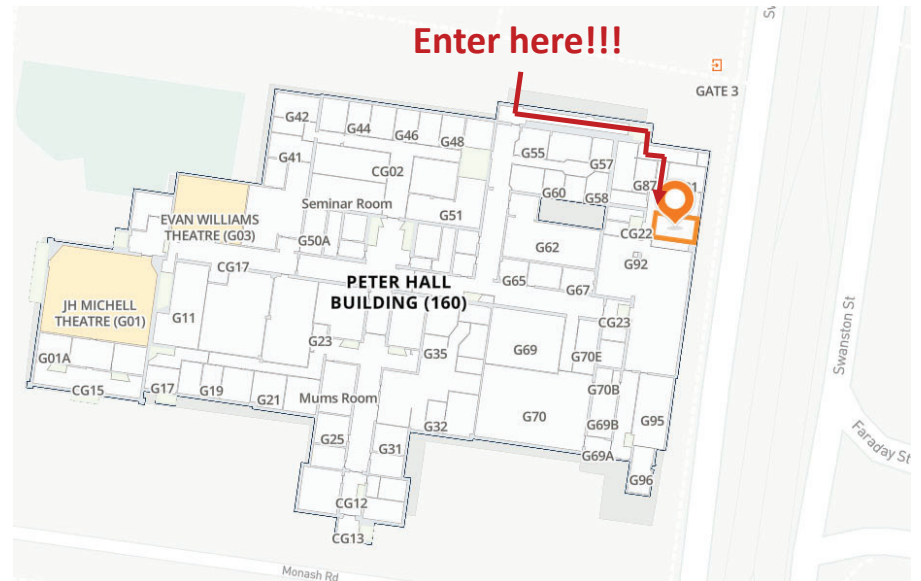 Enter here!!!
GATE 3
G42
G44
G46
G48
G55
G57
G41
CG02
G87
G60
G58
Seminar Room
G51
EVAN WILLIAMS
THEATRE (G03)
G50A
G62
CG22
G92
CG17
PETER HALL
BUILDING (160)
G65
G67
JH MICHELL
THEATRE (G01)
G11
G23
CG23
G35
G69
G70E
G01A
CG15
G17
G19
G21
Mums Room
G32
G70
G70B
G95
G25
G31
G69B
G69A
G96
CG12
CG13
Monash Rd
Swanston St
Faraday St